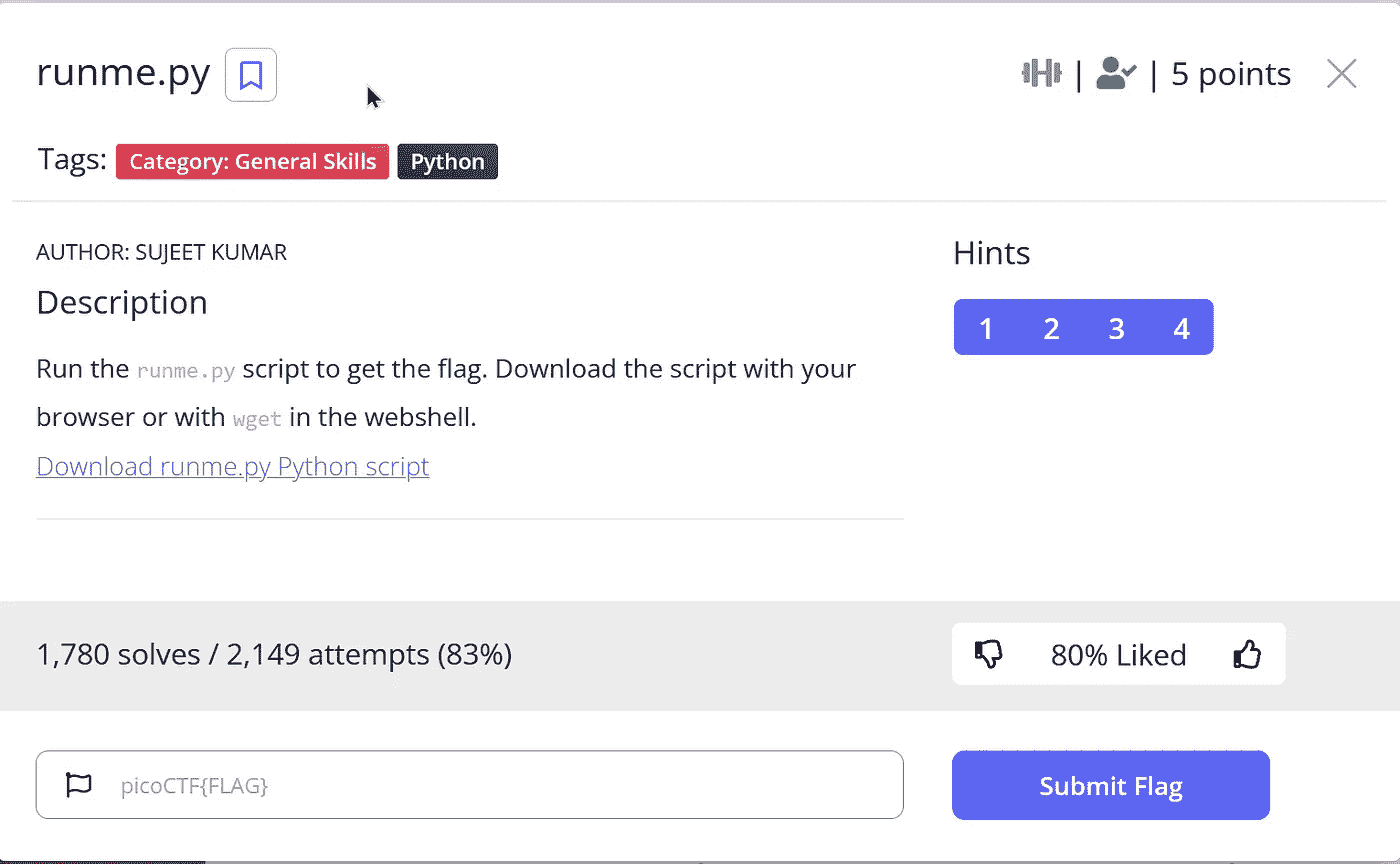 runme.py
| | 5 points
Tags: Category: General Skills Python
AUTHOR: SUJEET KUMAR
Hints
Description
1 2 3 4
Run the runme.py script to get the flag. Download the script with your
browser or with wget in the webshell.
Download runme.py Python script
1,780 solves / 2,149 attempts (83%)
80% Liked
picoCTF{FLAG}
Submit Flag